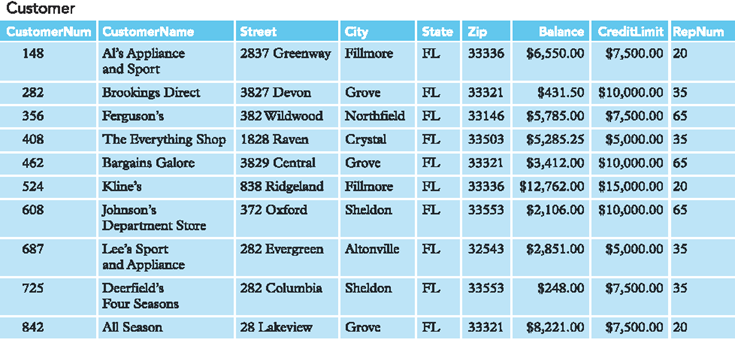 Customer
CustomerNum CustomerName Street City State Zip Balance CreditLimit RepNum
148 Al's Appliance and Sport 2837 Greenway Fillmore FL 33336 $6,550.00 $7,500.00 20
282 Brookings Direct 3827 Devon Grove FL 33321 $431.50 $10,000.00 35
356 Ferguson's 382 Wildwood Northfield FL 33146 $5,785.00 $7,500.00 65
408 The Everything Shop 1828 Raven Crystal FL 33503 $5,285.25 $5,000.00 35
462 Bargains Galore 3829 Central Grove FL 33321 $3,412.00 $10,000.00 65
524 Kline's 838 Ridgeland Fillmore FL 33336 $12,762.00 $15,000.00 20
608 Johnson's Department Store 372 Oxford Sheldon FL 33553 $2,106.00 $10,000.00 65
687 Lee's Sport and Appliance 282 Evergreen Altonville FL 32543 $2,851.00 $5,000.00 35
725 Deerfield's Four Seasons 282 Columbia Sheldon FL 33553 $248.00 $7,500.00 35
842 All Season 28 Lakeview Grove FL 33321 $8,221.00 $7,500.00 20